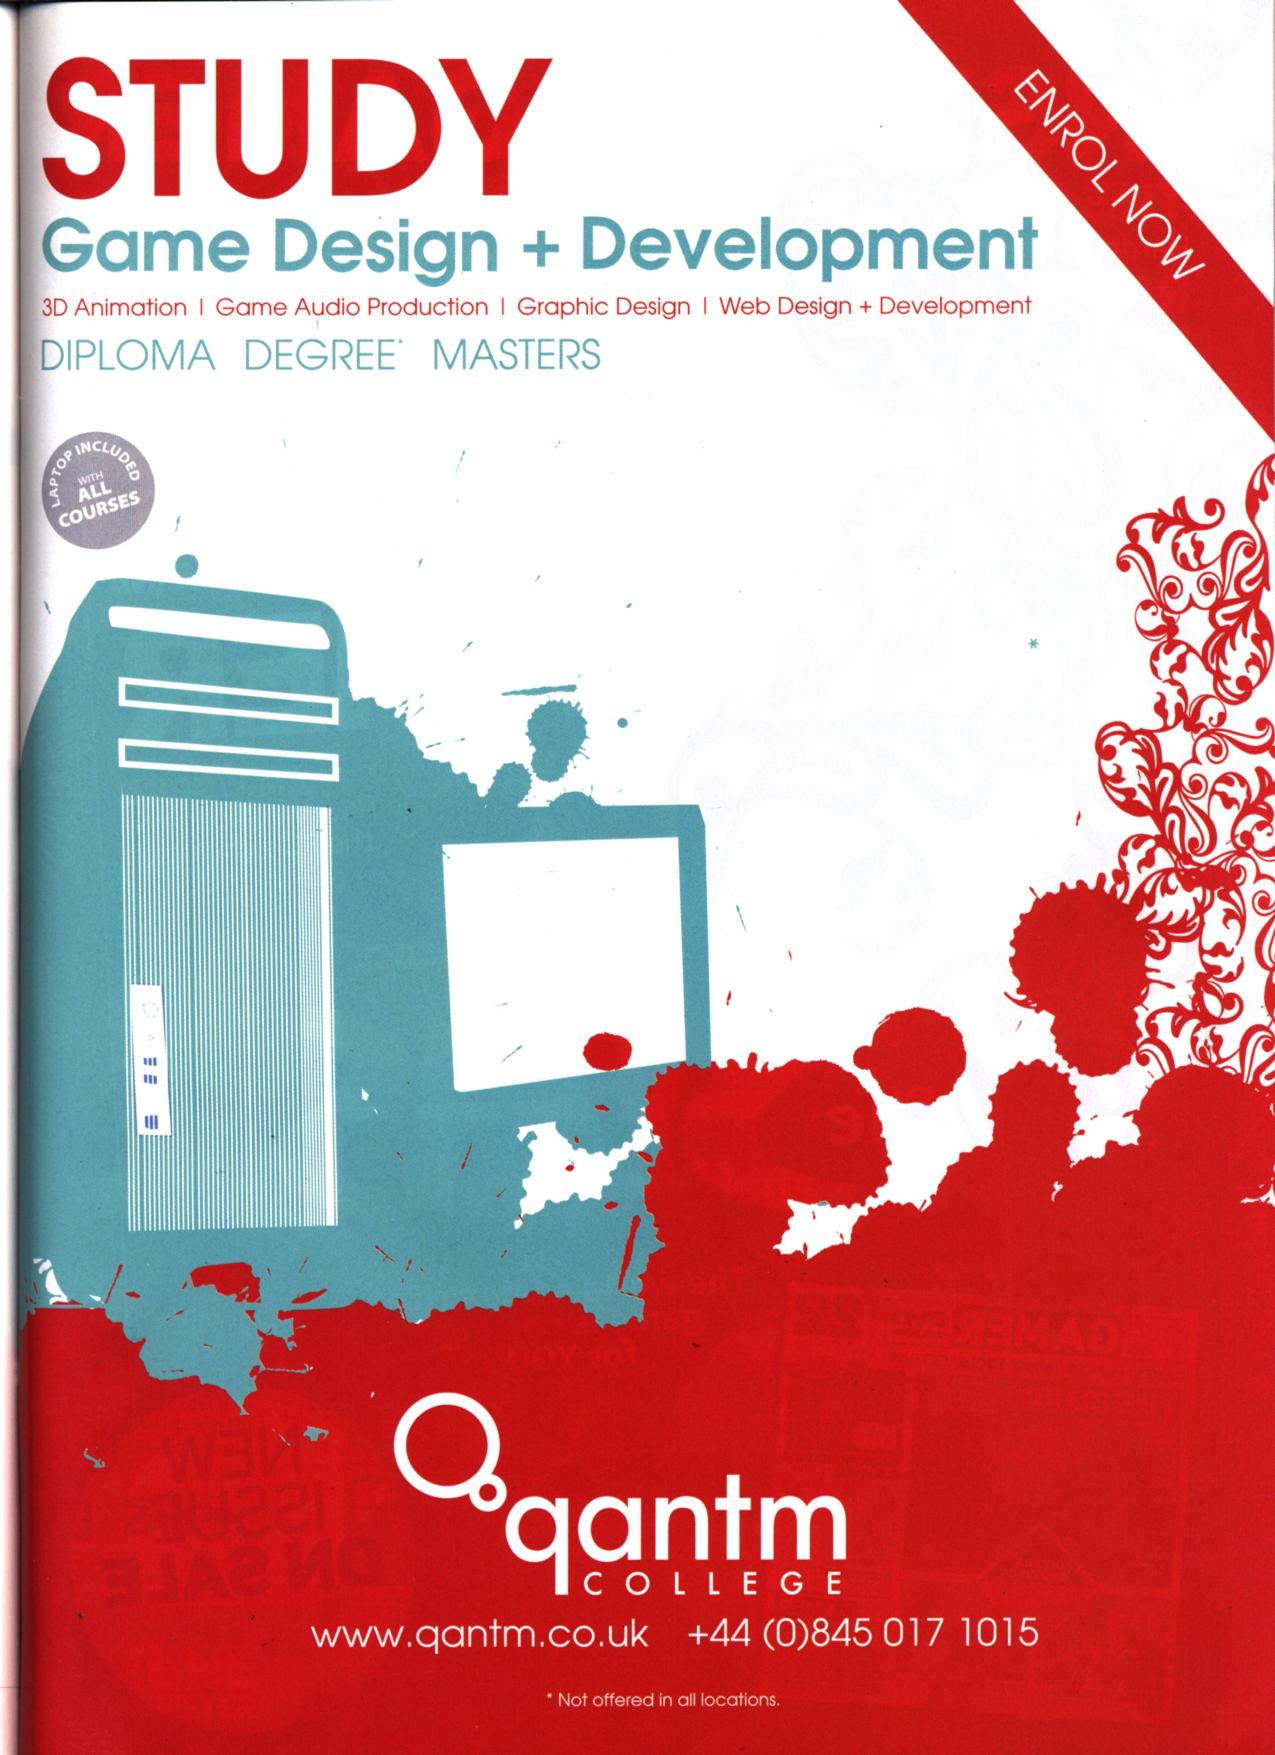 STUDY
ENROL NOW
Game Design + Development
3D Animation | Game Audio Production | Graphic Design | Web Design + Development
DIPLOMA DEGREE* MASTERS
LAPTOP INCLUDED
WITH
ALL
COURSES
*
qantm
COLLEGE
www.qantm.co.uk +44 (0)845 017 1015
* Not offered in all locations.